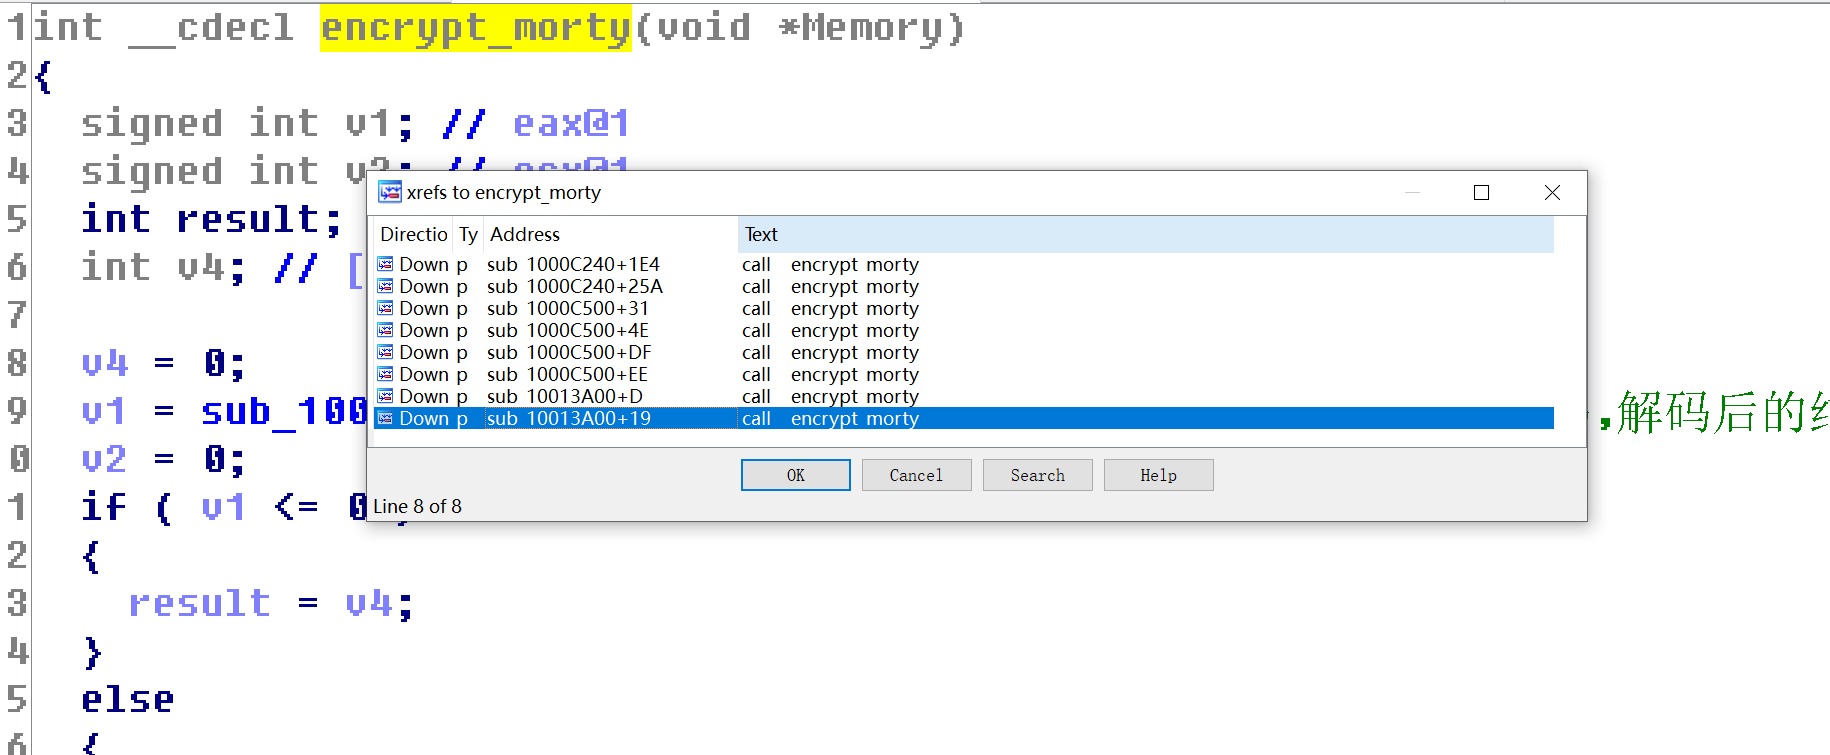 1 int __cdecl encrypt_morty(void *Memory)
2 {
3 signed int v1; // eax@1
4 signed int v2; // ecx@1
5 int result;
6 int v4; // [
7
8 v4 = 0;
9 v1 = sub_100
0 v2 = 0;
1 if ( v1 <= 0
2 {
3 result = v4;
4 }
5 else
6 {
,解码后的
xrefs to encrypt_morty
Directio Ty Address Text
Down p sub 1000C240+1E4 call encrypt morty
Down p sub 1000C240+25A call encrypt morty
Down p sub 1000C500+31 call encrypt morty
Down p sub 1000C500+4E call encrypt morty
Down p sub 1000C500+DF call encrypt morty
Down p sub 1000C500+EE call encrypt morty
Down p sub 10013A00+D call encrypt morty
Down p sub 10013A00+19 call encrypt morty
OK Cancel Search Help
Line 8 of 8